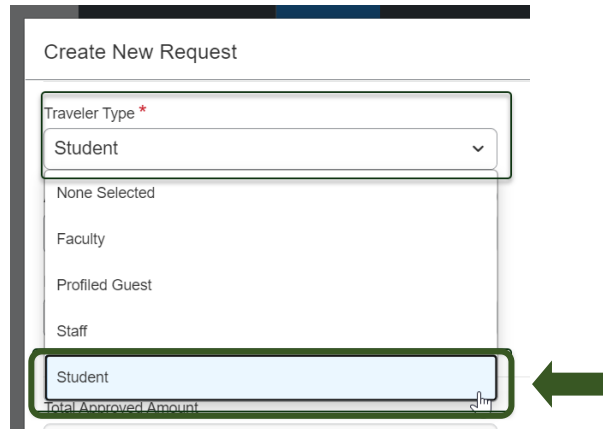 Create New Request
Traveler Type *
Student
None Selected
Faculty
Profiled Guest
Staff
Student
Total Approved Amount